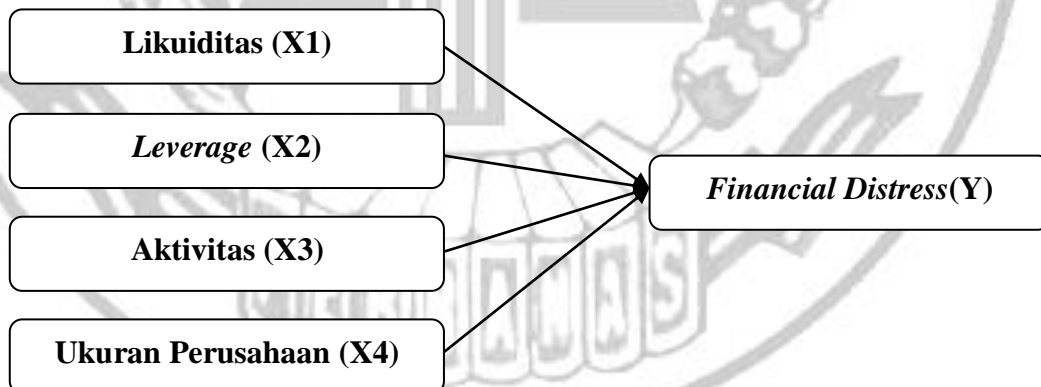 Likuiditas (X1)
Leverage (X2)
Financial Distress(Y)
Aktivitas (X3)
Ukuran Perusahaan (X4)